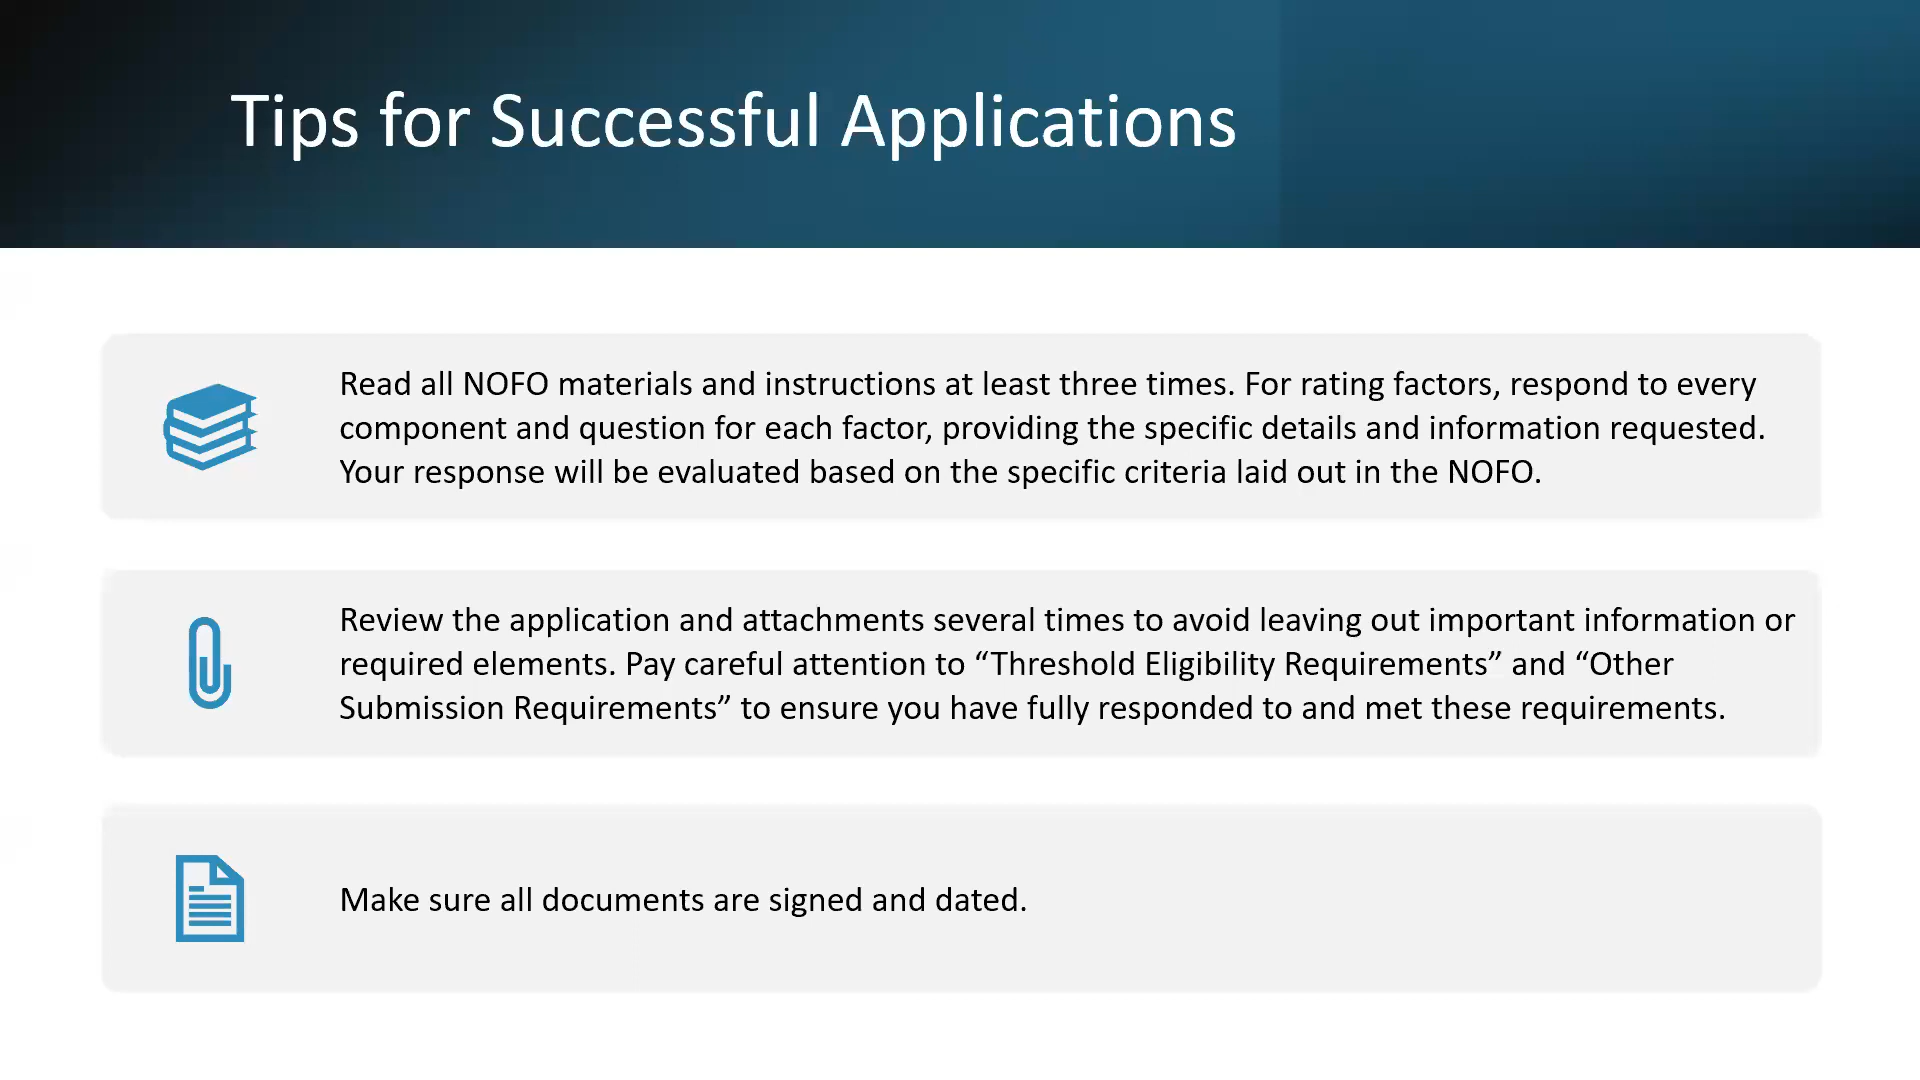 Tips for Successful Applications
Read all NOFO materials and instructions at least three times. For rating factors, respond to every
component and question for each factor, providing the specific details and information requested.
Your response will be evaluated based on the specific criteria laid out in the NOFO.
Review the application and attachments several times to avoid leaving out important information or
required elements. Pay careful attention to “Threshold Eligibility Requirements” and “Other
Submission Requirements” to ensure you have fully responded to and met these requirements.
Make sure all documents are signed and dated.